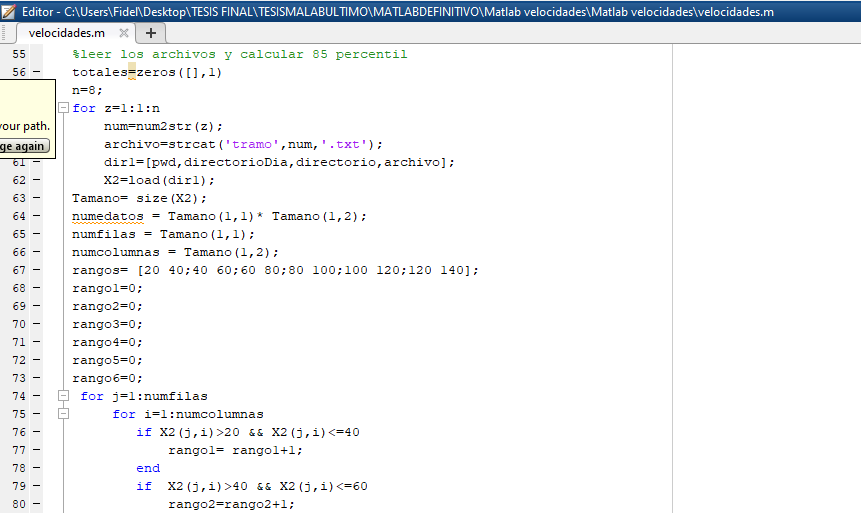 Editor - C:\Users\Fidel\Desktop\TESIS FINAL\TESISMALABULTIMO\MATLABDEFINITIVO\Matlab velocidades\Matlab velocidades\velocidades.m
velocidades.m
55 %leer los archivos y calcular 85 percentil
56 – totales=zeros([],1)
n=8;
for z=1:1:n
your path.
num=num2str(z);
ge again
archivo=strcat('tramo',num,'.txt');
61 – dir1=[pwd,directorioDia,directorio,archivo];
62 – X2=load(dir1);
63 – Tamano= size(X2);
64 – numedatos = Tamano(1,1)* Tamano(1,2);
65 – numfilas = Tamano(1,1);
66 – numcolumnas = Tamano(1,2);
67 – rangos= [20 40;40 60;60 80;80 100;100 120;120 140];
68 – rango1=0;
69 – rango2=0;
70 – rango3=0;
71 – rango4=0;
72 – rango5=0;
73 – rango6=0;
74 – for j=1:numfilas
75 – for i=1:numcolumnas
76 – if X2(j,i)>20 && X2(j,i)<=40
77 – rango1= rango1+1;
78 – end
79 – if  X2(j,i)>40 && X2(j,i)<=60
80 – rango2=rango2+1;